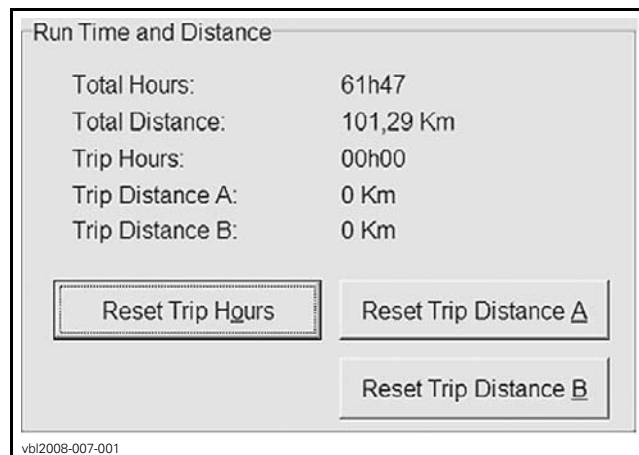 Run Time and Distance
Total Hours: 61h47
Total Distance: 101,29 Km
Trip Hours: 00h00
Trip Distance A: 0 Km
Trip Distance B: 0 Km
Reset Trip Hours Reset Trip Distance A
Reset Trip Distance B
vbl2008-007-001